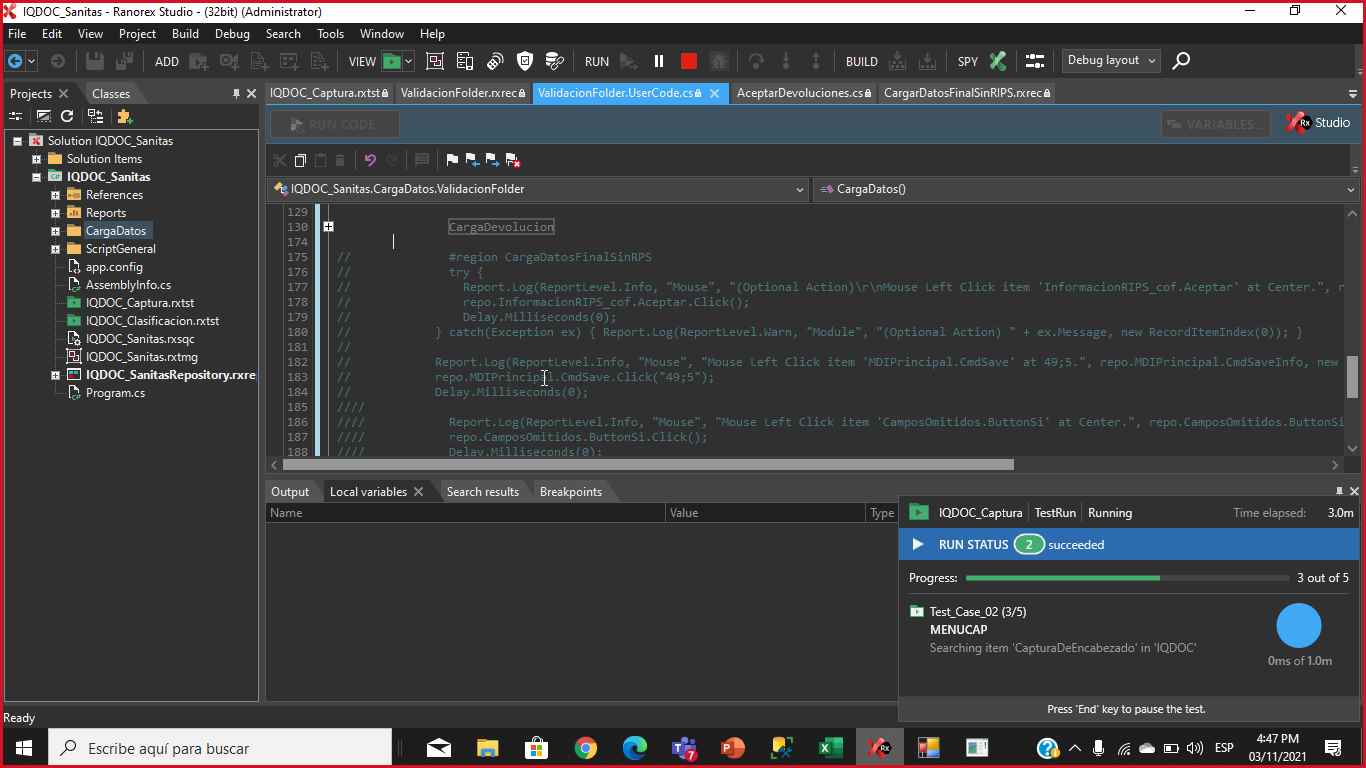 IQDOC_Sanitas - Ranorex Studio - (32bit) (Administrator)
File Edit View Project Build Debug Search Tools Window Help
ADD VIEW RUN BUILD SPY Debug layout
Projects Classes
IQDOC_Captura.rxtst ValidacionFolder.rxrec ValidacionFolder.UserCode.cs AceptarDevoluciones.cs CargarDatosFinalSinRIPS.rxrec
RUN CODE VARIABLES... Rx Studio
Solution IQDOC_Sanitas
Solution Items
IQDOC_Sanitas
References
Reports
CargaDatos
ScriptGeneral
app.config
AssemblyInfo.cs
IQDOC_Captura.rxtst
IQDOC_Clasificacion.rxtst
IQDOC_Sanitas.rxsqc
IQDOC_Sanitas.rxtmg
IQDOC_SanitasRepository.rxre
Program.cs
IQDOC_Sanitas.CargaDatos.ValidacionFolder CargaDatos()
129
130 CargaDevolucion
174
175 // #region CargaDatosFinalSinRPS
176 // try {
177 // Report.Log(ReportLevel.Info, "Mouse", "(Optional Action)\r\nMouse Left Click item 'InformacionRIPS_cof.Aceptar' at Center.", r
178 // repo.InformacionRIPS_cof.Aceptar.Click();
179 // Delay.Milliseconds(0);
180 // } catch(Exception ex) { Report.Log(ReportLevel.Warn, "Module", "(Optional Action) " + ex.Message, new RecordItemIndex(0)); }
181 //
182 // Report.Log(ReportLevel.Info, "Mouse", "Mouse Left Click item 'MDIPrincipal.CmdSave' at 49;5.", repo.MDIPrincipal.CmdSaveInfo, new
183 // repo.MDIPrincipal.CmdSave.Click("49;5");
184 // Delay.Milliseconds(0);
185 ////
186 //// Report.Log(ReportLevel.Info, "Mouse", "Mouse Left Click item 'CamposOmitidos.ButtonSi' at Center.", repo.CamposOmitidos.ButtonSi
187 //// repo.CamposOmitidos.ButtonSi.Click();
188 //// Delay.Milliseconds(0);
Output Local variables Search results Breakpoints
Name Value Type
IQDOC_Captura TestRun Running Time elapsed: 3.0m
RUN STATUS 2 succeeded
Progress: 3 out of 5
Test_Case_02 (3/5)
MENUCAP
Searching item 'CapturaDeEncabezado' in 'IQDOC'
0ms of 1.0m
Press 'End' key to pause the test.
Ready
Escribe aquí para buscar
7
ESP
4:47 PM
03/11/2021